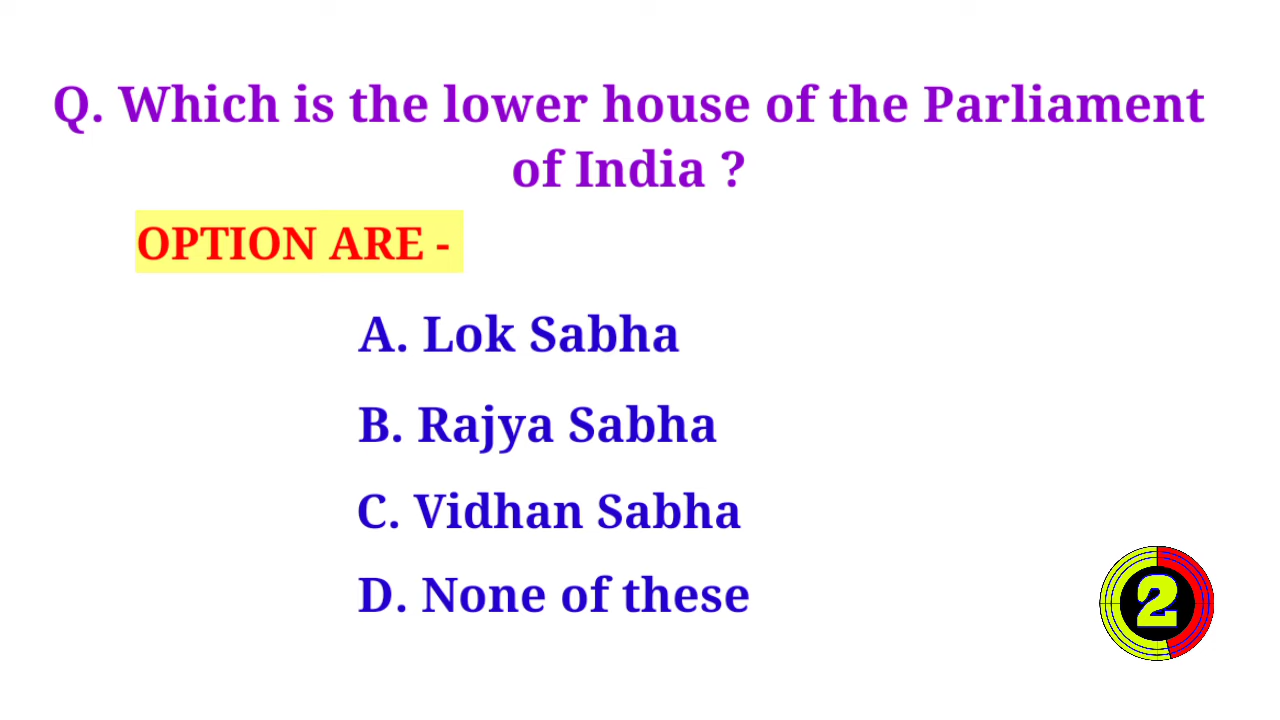 Q. Which is the lower house of the Parliament
of India ?
OPTION ARE -
A. Lok Sabha
B. Rajya Sabha
C. Vidhan Sabha
D. None of these
2